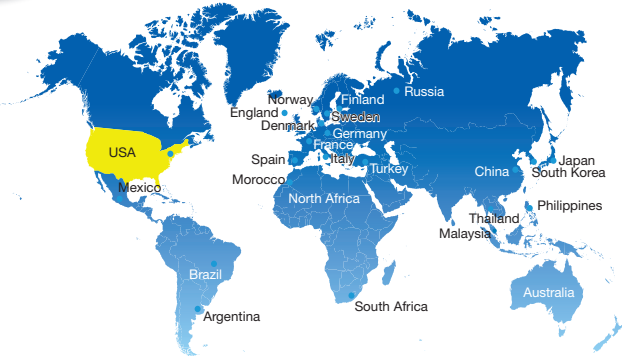 Norway
Finland
Russia
England
Sweden
Denmark
Germany
USA
France
Spain
Italy
Japan
Turkey
China
South Korea
Morocco
Mexico
North Africa
Philippines
Thailand
Malaysia
Brazil
Australia
South Africa
Argentina